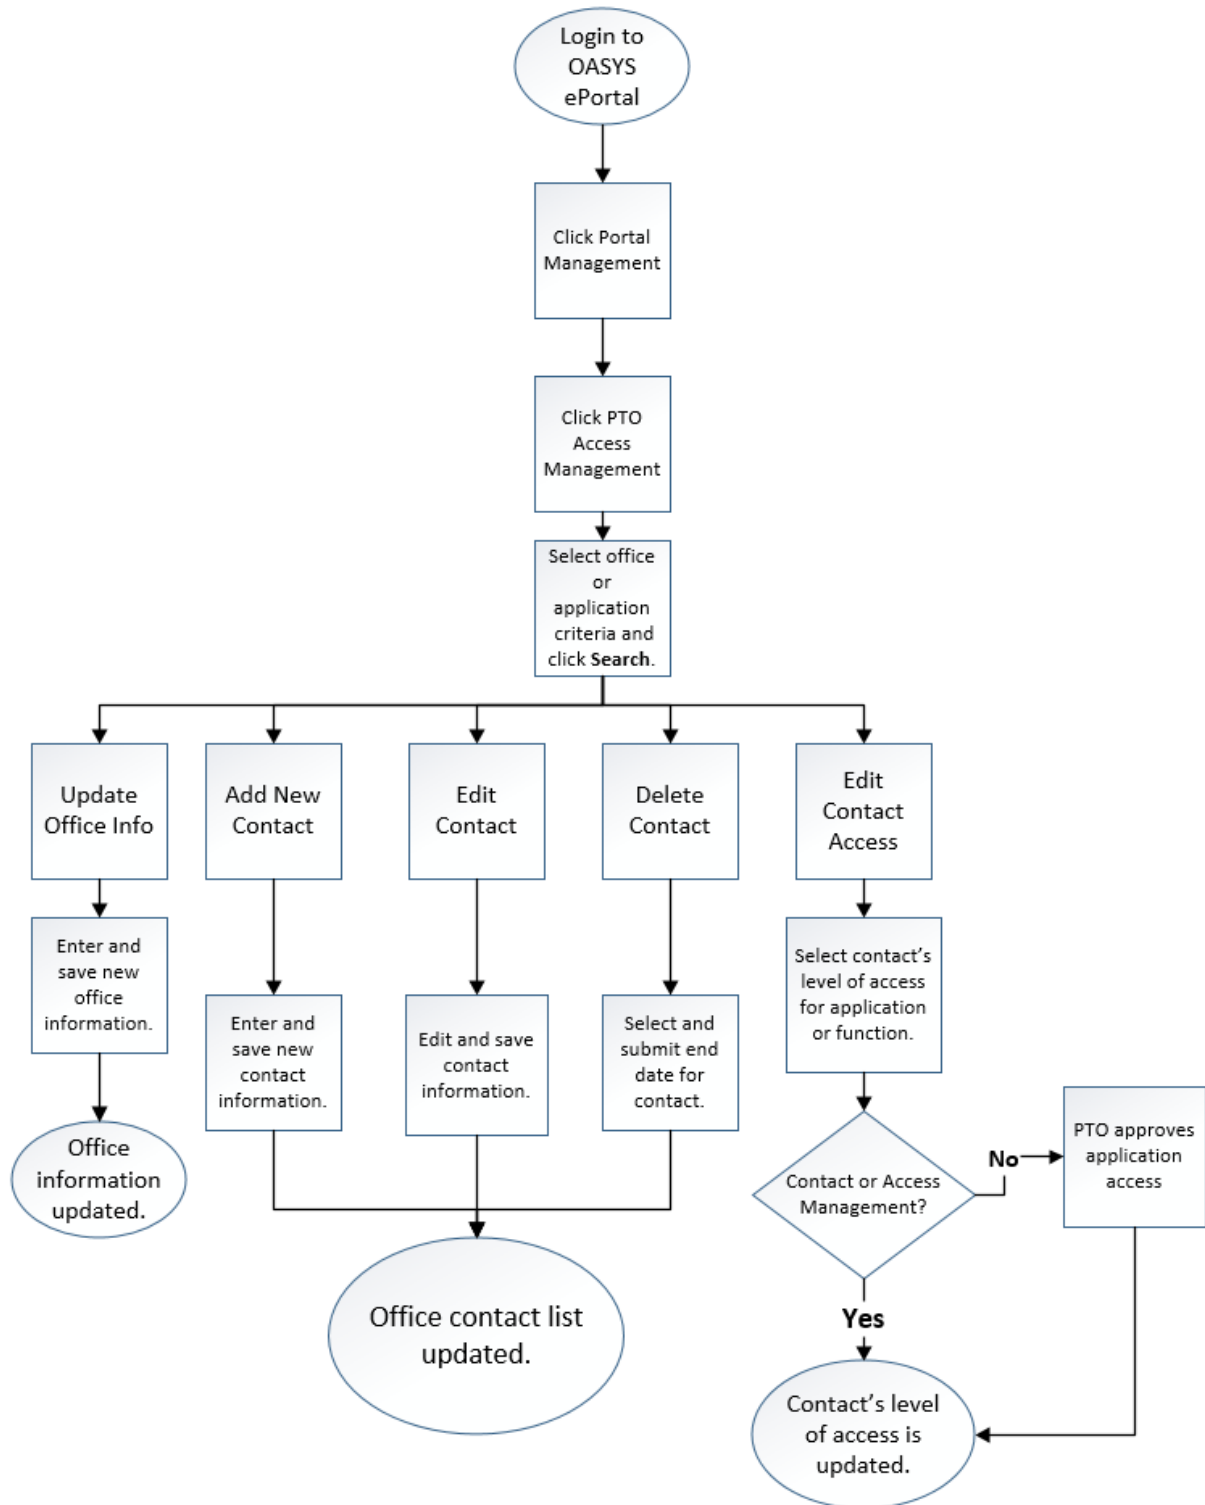 Login to
OASYS
ePortal
Click Portal
Management
Click PTO
Access
Management
Select office
or
application
criteria and
click Search.
Update
Office Info
Add New
Contact
Edit
Contact
Delete
Contact
Edit
Contact
Access
Enter and
save new
office
information.
Enter and
save new
contact
information.
Edit and save
contact
information.
Select and
submit end
date for
contact.
Select contact’s
level of access
for application
or function.
Office
information
updated.
Contact or Access
Management?
No
PTO approves
application
access
Yes
Office contact list
updated.
Contact’s level
of access is
updated.